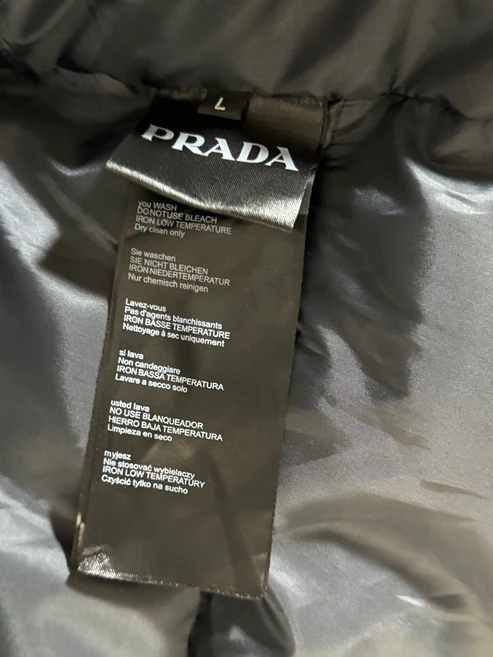 L
PRADA
you WASH
DO NOTUSE BLEACH
IRON LOW TEMPERATURE
Dry clean only
Sie waschen
SIE NICHT BLEICHEN
IRON NIEDERTEMPERATUR
Nur chemisch reinigen
Lavez-vous
Pas d'agents blanchissants
IRON BASSE TEMPERATURE
Nettoyage à sec uniquement
si lava
Non candeggiare
IRON BASSA TEMPERATURA
Lavare a secco solo
usted lava
NO USE BLANQUEADOR
HIERRO BAJA TEMPERATURA
Limpieza en seco
myjesz
Nie stosować wybielaczy
IRON LOW TEMPERATURY
Czyścić tylko na sucho